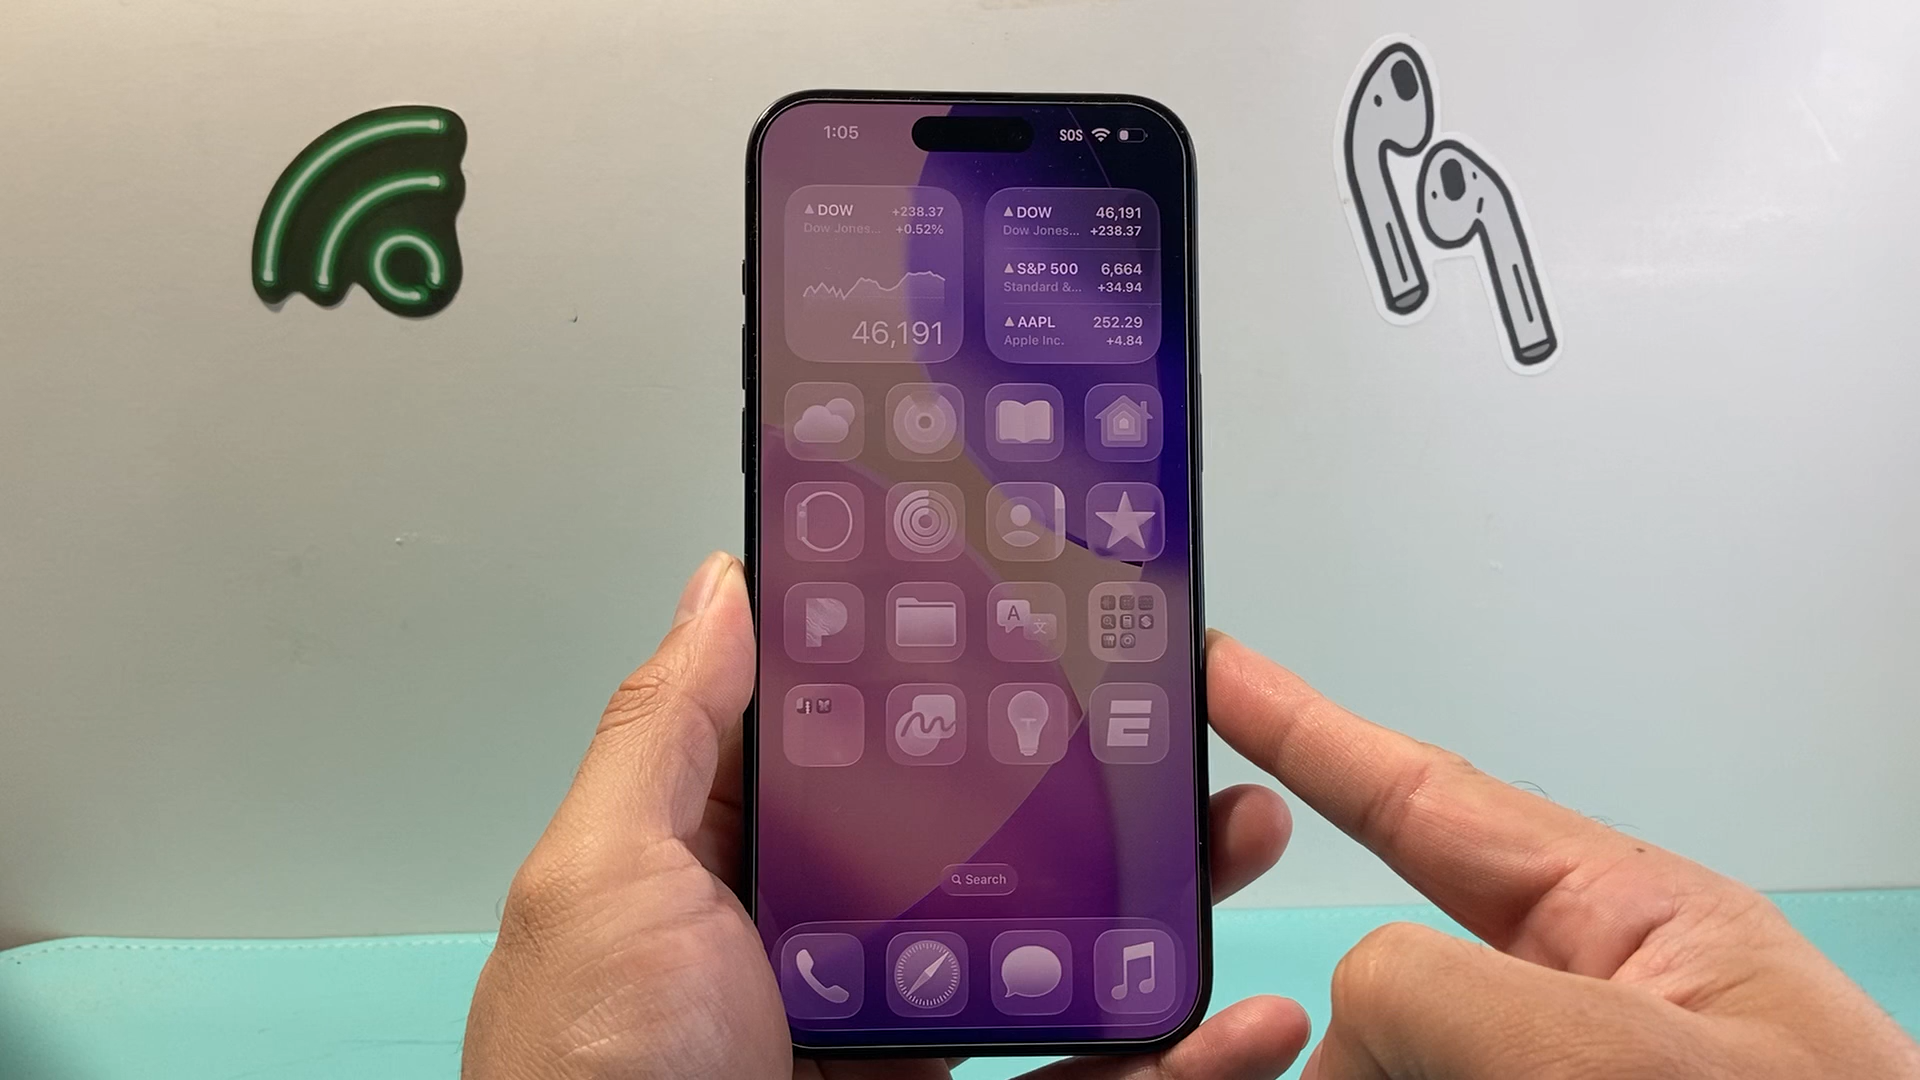 1:05
SOS
DOW +238.37
Dow Jones... +0.52%
46,191
DOW 46,191
Dow Jones... +238.37
S&P 500 6,664
Standard &... +34.94
AAPL 252.29
Apple Inc. +4.84
A
文
Search